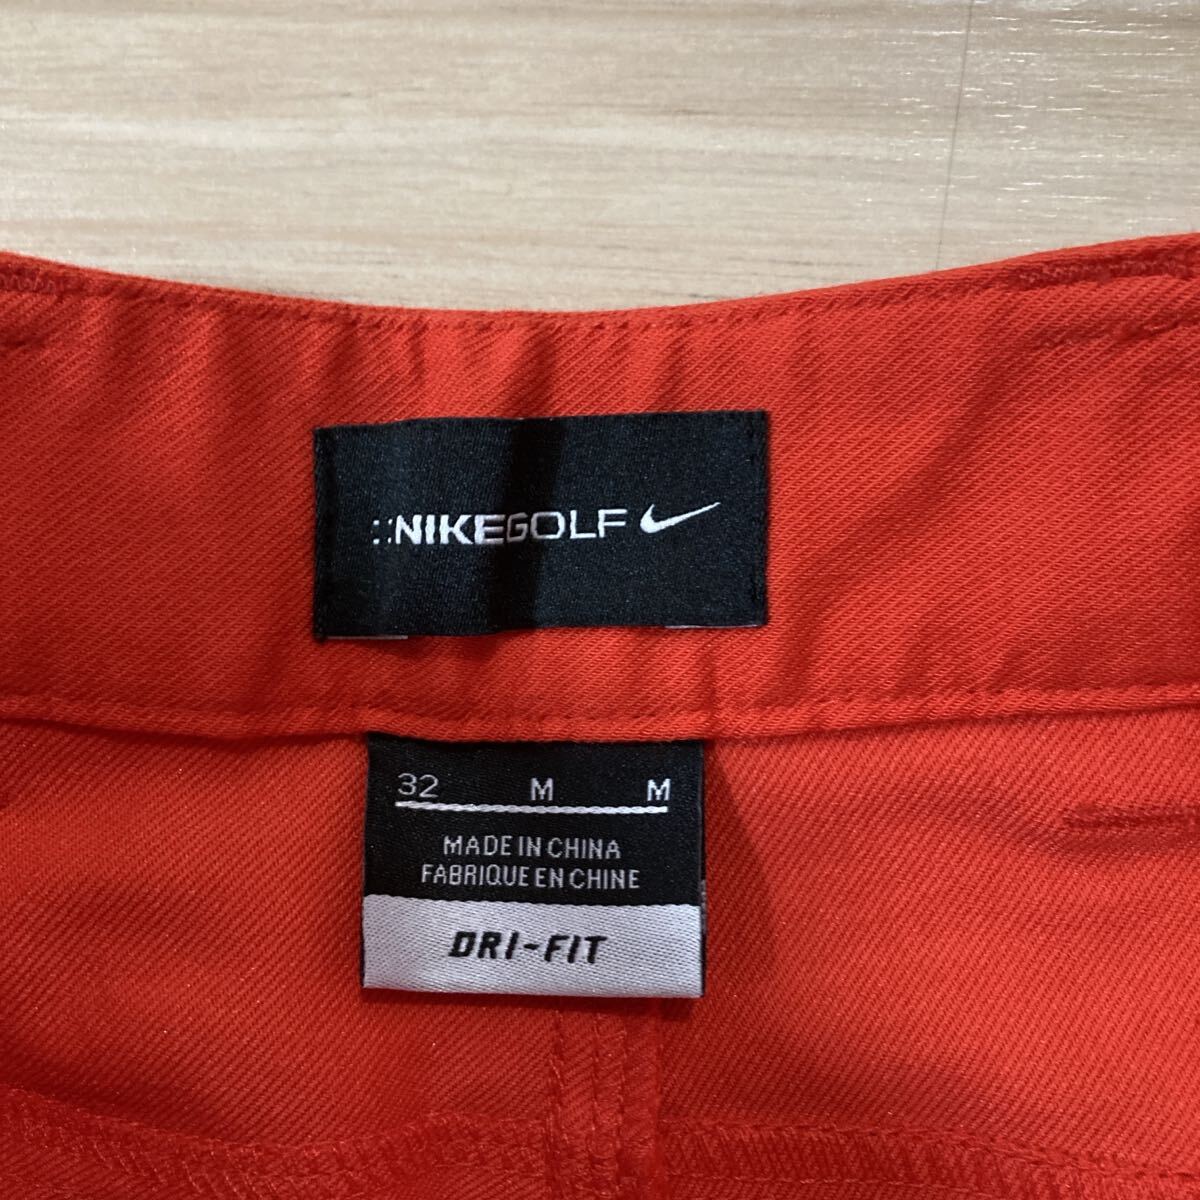 ::NIKEGOLF
32 M M
MADE IN CHINA
FABRIQUE EN CHINE
DRI-FIT